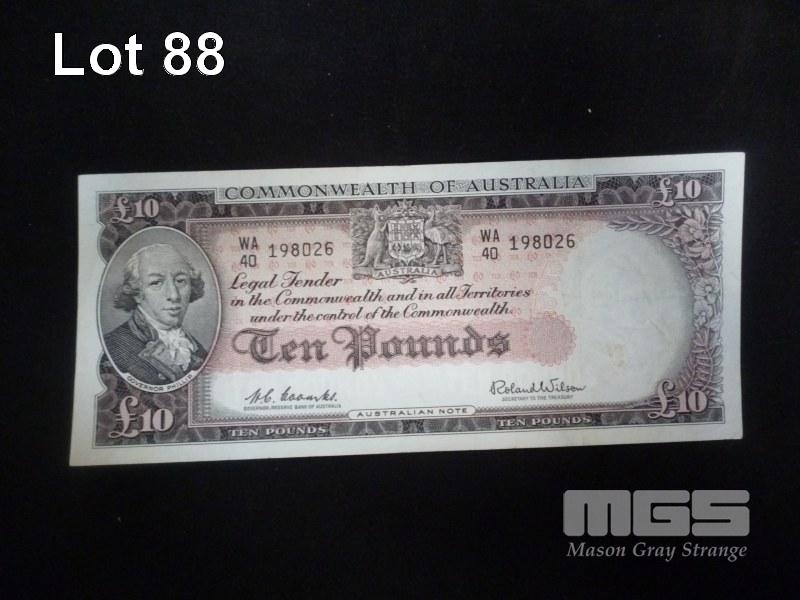 Lot 88
COMMONWEALTH OF AUSTRALIA
£10
£10
WA
40 198026
WA
40 198026
AUSTRALIA
Legal Tender
in the Commonwealth and in all Territories
under the control of the Commonwealth.
Ten Pounds
GOVERNOR PHILLIP
H.C. Coombs.
GOVERNOR, RESERVE BANK OF AUSTRALIA
Roland Wilson
SECRETARY TO THE TREASURY
AUSTRALIAN NOTE
£10
£10
TEN POUNDS
TEN POUNDS
MGS
Mason Gray Strange